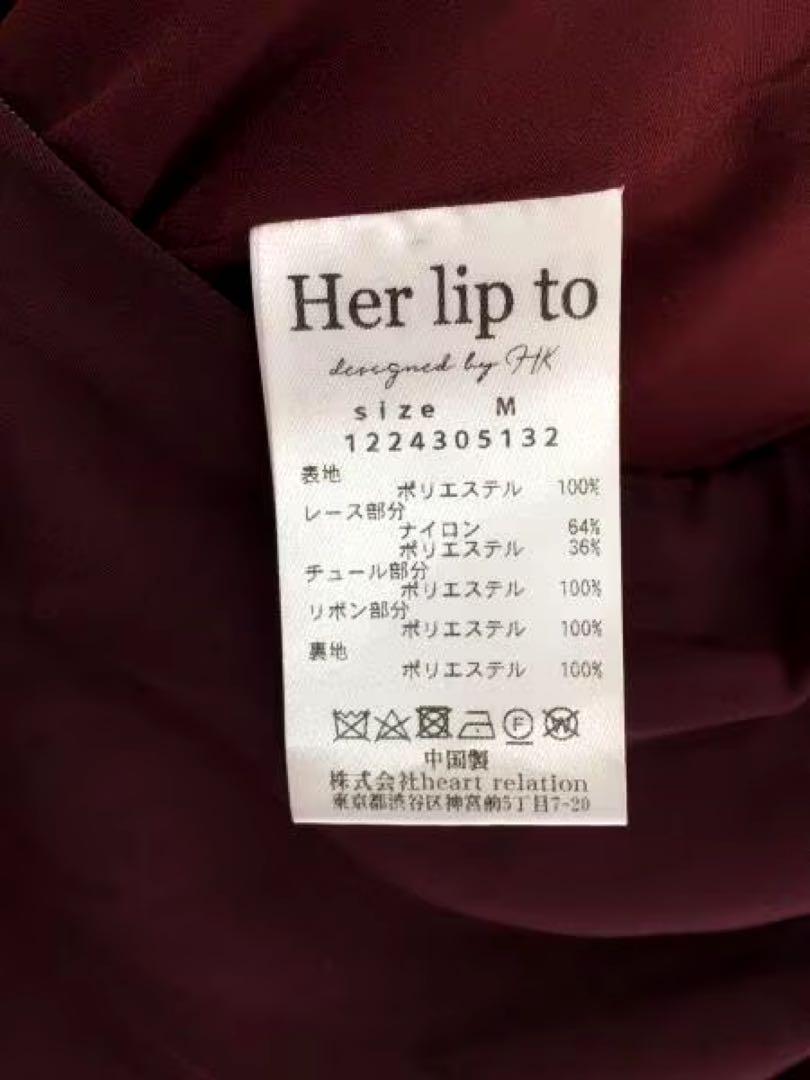 Her lip to
designed by HK
size M
1224305132
表地
ポリエステル 100%
レース部分
ナイロン 64%
ポリエステル 36%
チュール部分
ポリエステル 100%
リボン部分
ポリエステル 100%
裏地
ポリエステル 100%
F W
中国製
株式会社heart relation
東京都渋谷区神宮前5丁目7-20